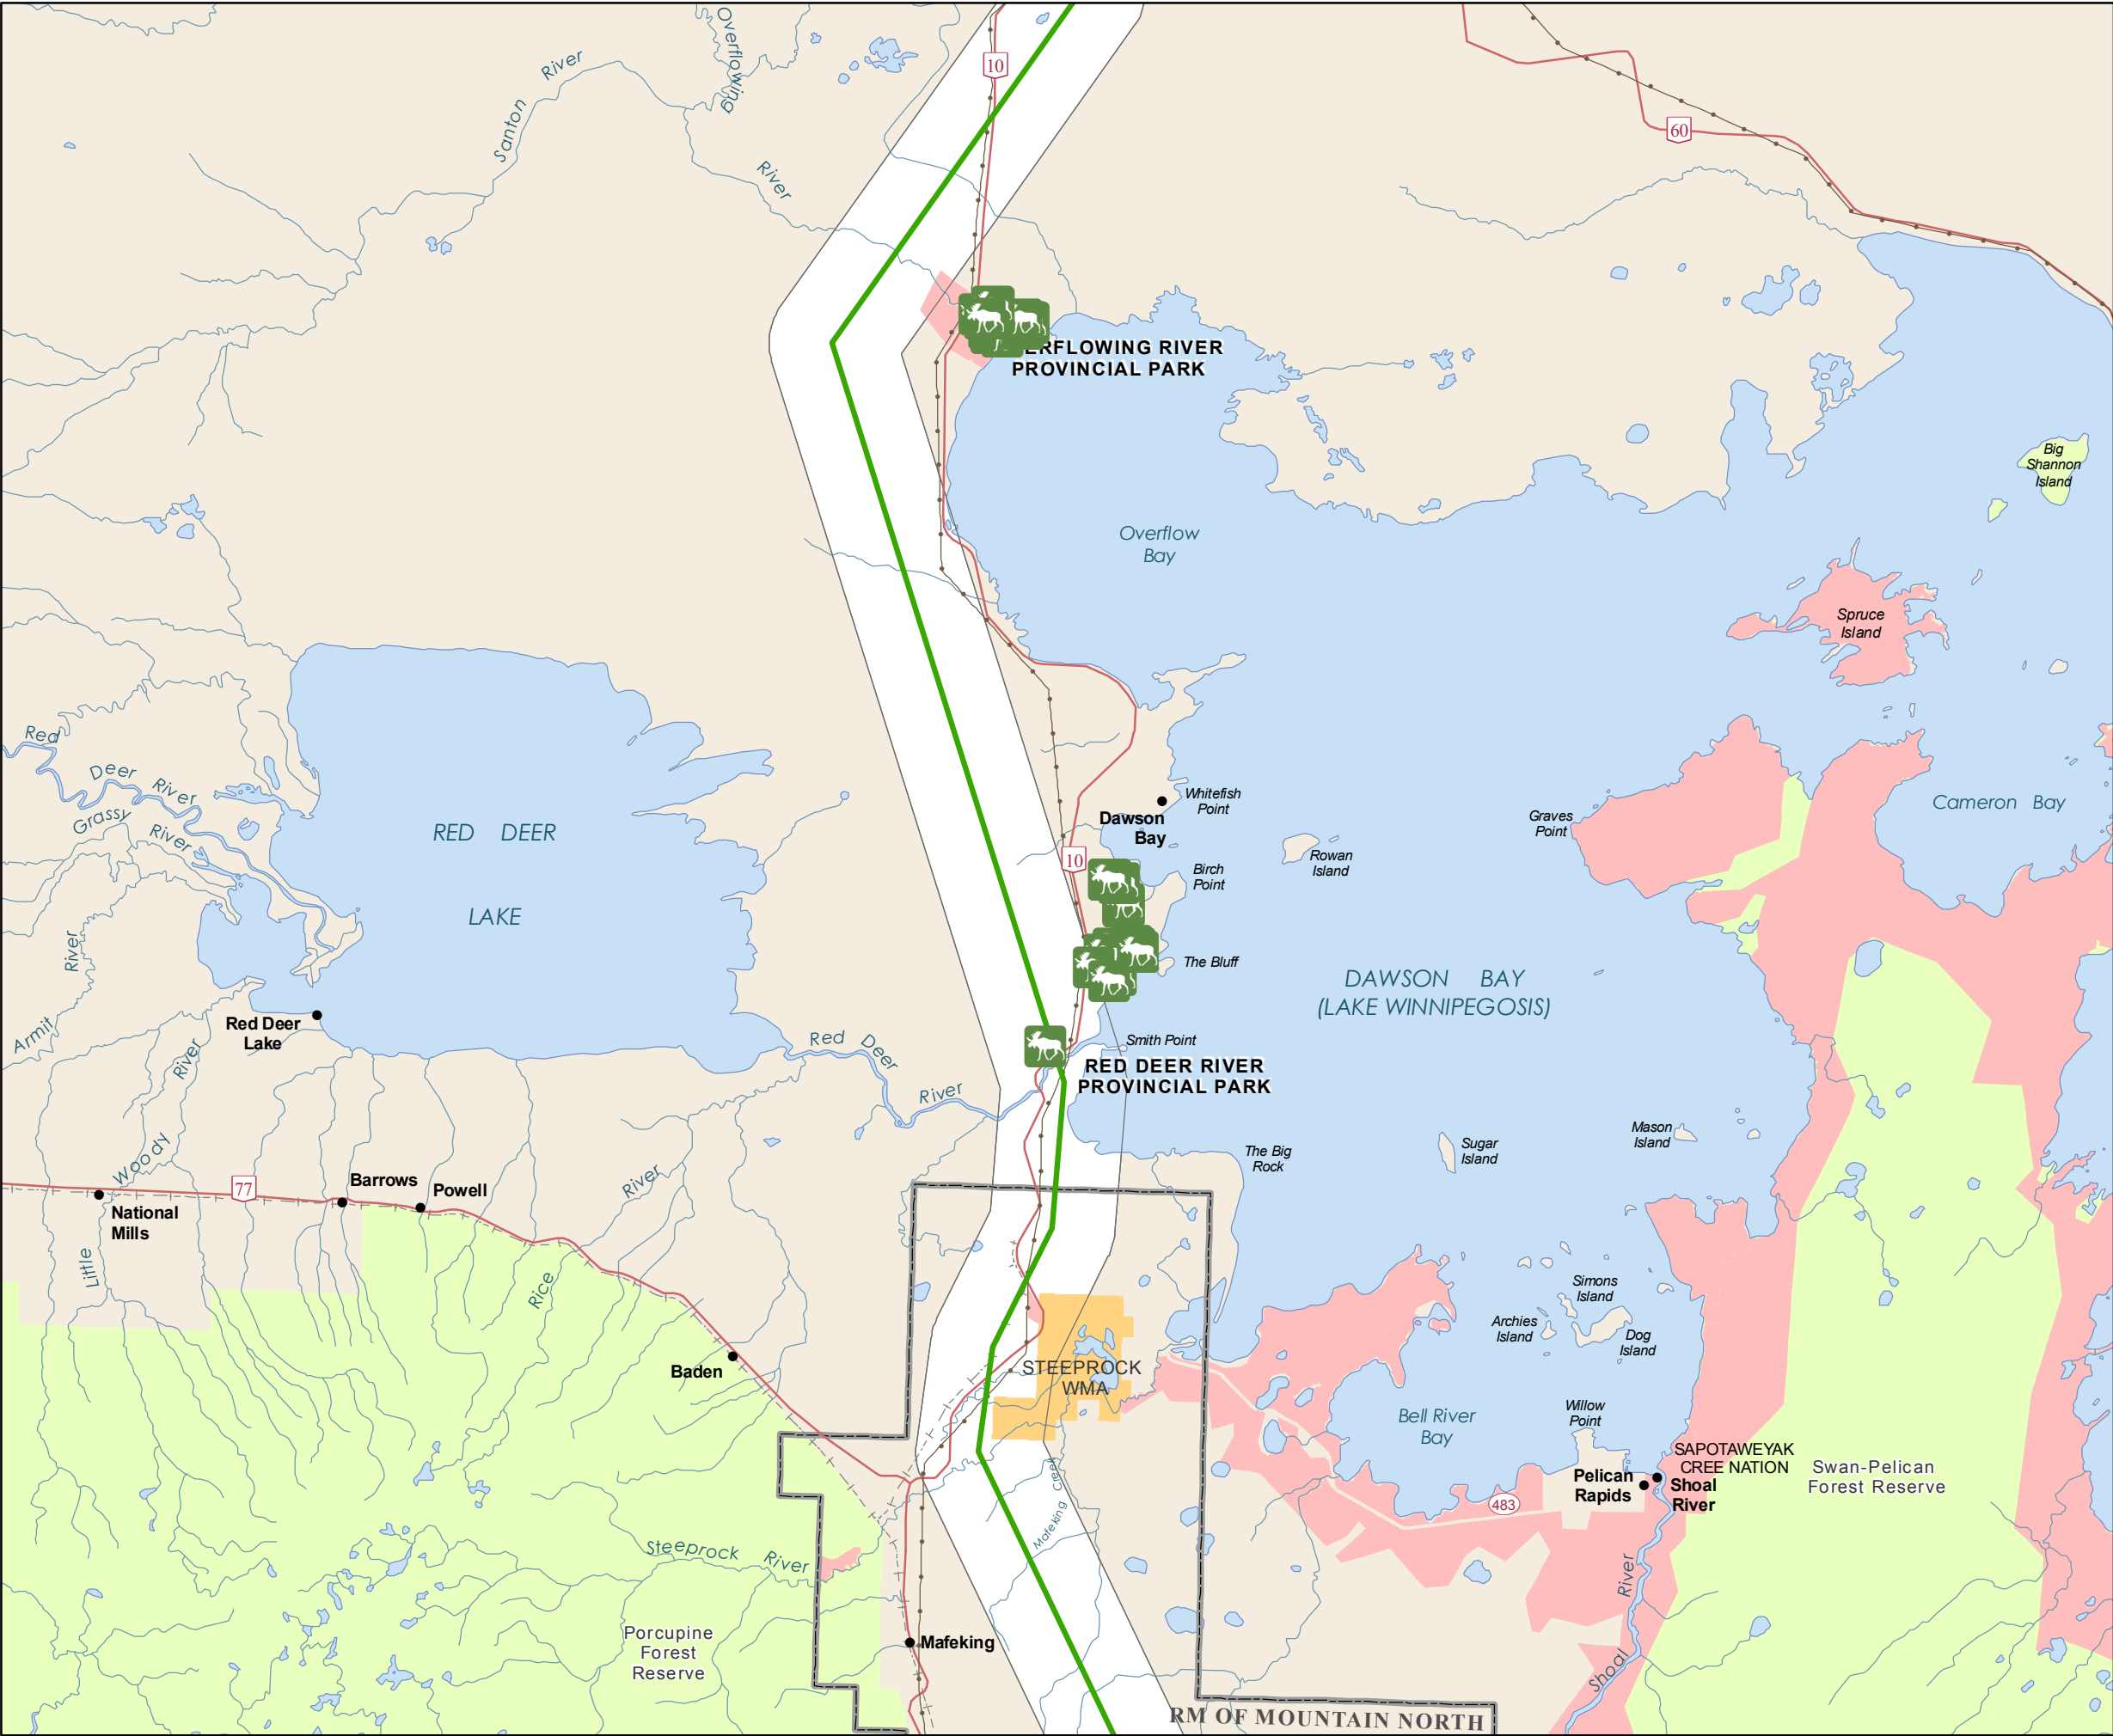 Overflowing
River
10
Santon
60
River
ERFLOWING RIVER
PROVINCIAL PARK
Big
Shannon
Island
Overflow
Bay
Spruce
Island
Red
Deer River
Grassy
River
RED DEER
LAKE
Whitefish
Point
Dawson
Bay
Cameron Bay
Graves
Point
10
Rowan
Island
Birch
Point
River
The Bluff
DAWSON BAY
(LAKE WINNIPEGOSIS)
Armit
Red Deer
Lake
River
Red Deer
River
Smith Point
RED DEER RIVER
PROVINCIAL PARK
Woody
Little
The Big
Rock
Sugar
Island
Mason
Island
77
Barrows
Powell
National
Mills
River
Rice
Simons
Island
Archies
Island
Dog
Island
Baden
STEEPROCK
WMA
Bell River
Bay
Willow
Point
SAPOTAWEYAK
CREE NATION
Pelican
Rapids
Shoal
River
Swan-Pelican
Forest Reserve
483
Mafeking Creek
Steeprock River
River
Shoal
Porcupine
Forest
Reserve
Mafeking
RM OF MOUNTAIN NORTH